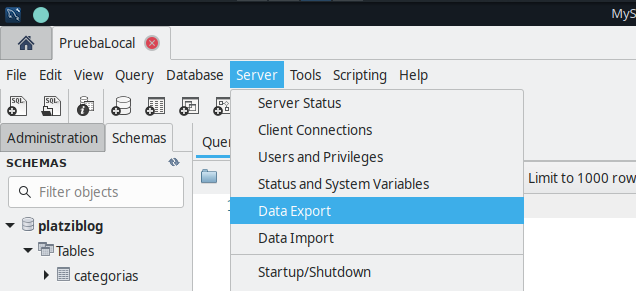 MyS
PruebaLocal
File Edit View Query Database Server Tools Scripting Help
SQL SQL
Administration Schemas
SCHEMAS
Filter objects
platziblog
Tables
categorias
Quer
Limit to 1000 row
Server Status
Client Connections
Users and Privileges
Status and System Variables
Data Export
Data Import
Startup/Shutdown